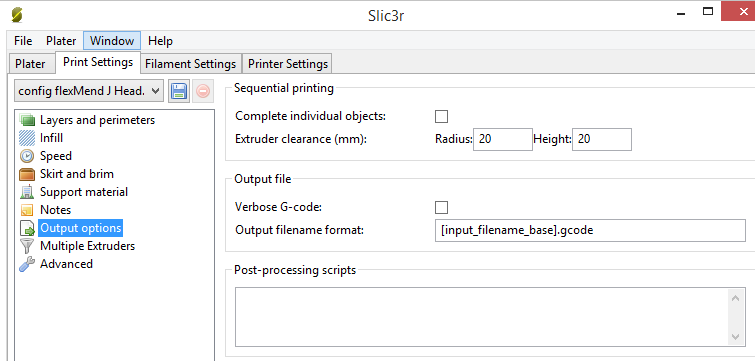 Slic3r
File Plater Window Help
Plater Print Settings Filament Settings Printer Settings
config flexMend J Head.
Layers and perimeters
Infill
Speed
Skirt and brim
Support material
Notes
Output options
Multiple Extruders
Advanced
Sequential printing
Complete individual objects:
Extruder clearance (mm): Radius: 20 Height: 20
Output file
Verbose G-code:
Output filename format: [input_filename_base].gcode
Post-processing scripts